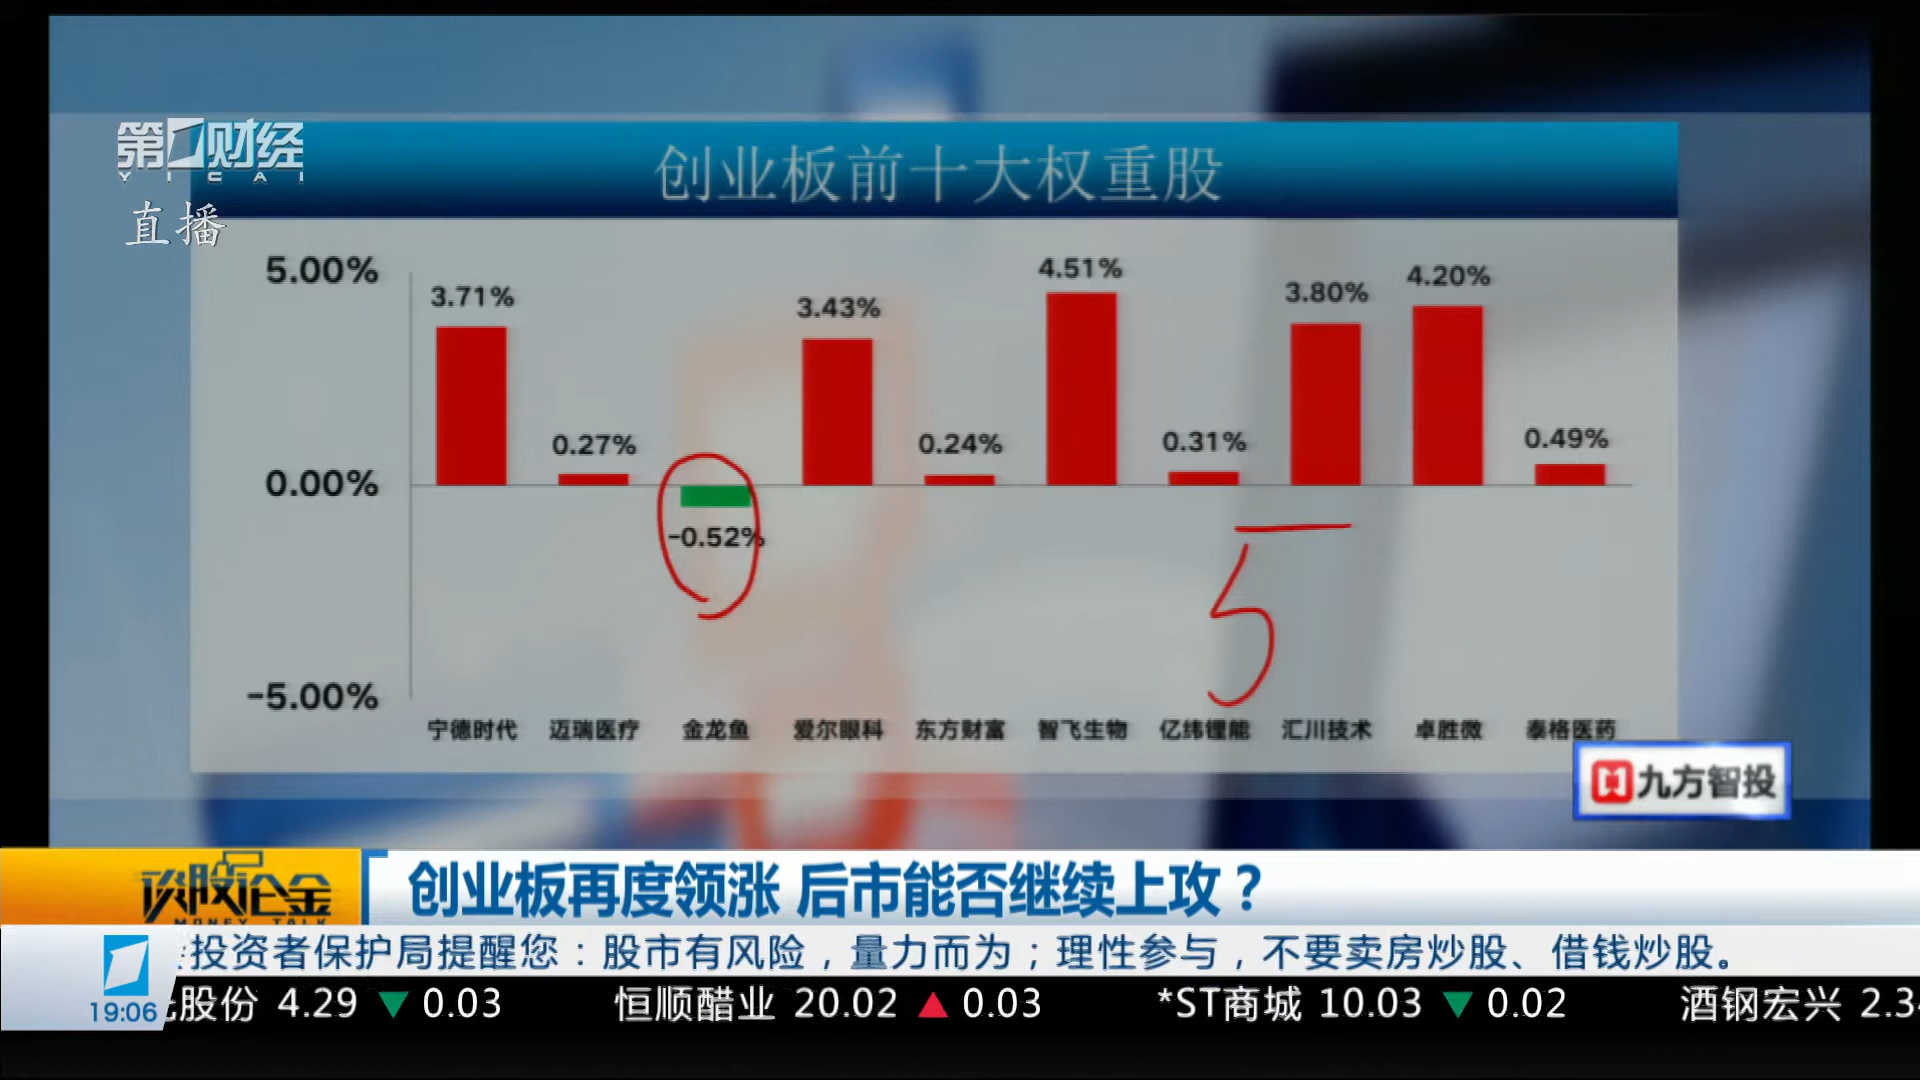 第一财经
YICAI
直播
创业板前十大权重股
5.00%
0.00%
-5.00%
3.71%
0.27%
-0.52%
3.43%
0.24%
4.51%
0.31%
3.80%
4.20%
0.49%
宁德时代 迈瑞医疗 金龙鱼 爱尔眼科 东方财富 智飞生物 亿纬锂能 汇川技术 卓胜微 泰格医药
5
九方智投
谈股论金
MONEY TALK
创业板再度领涨 后市能否继续上攻？
投资者保护局提醒您：股市有风险，量力而为；理性参与，不要卖房炒股、借钱炒股。
19:06
股份 4.29 ▼ 0.03 恒顺醋业 20.02 ▲ 0.03 *ST商城 10.03 ▼ 0.02 酒钢宏兴 2.3